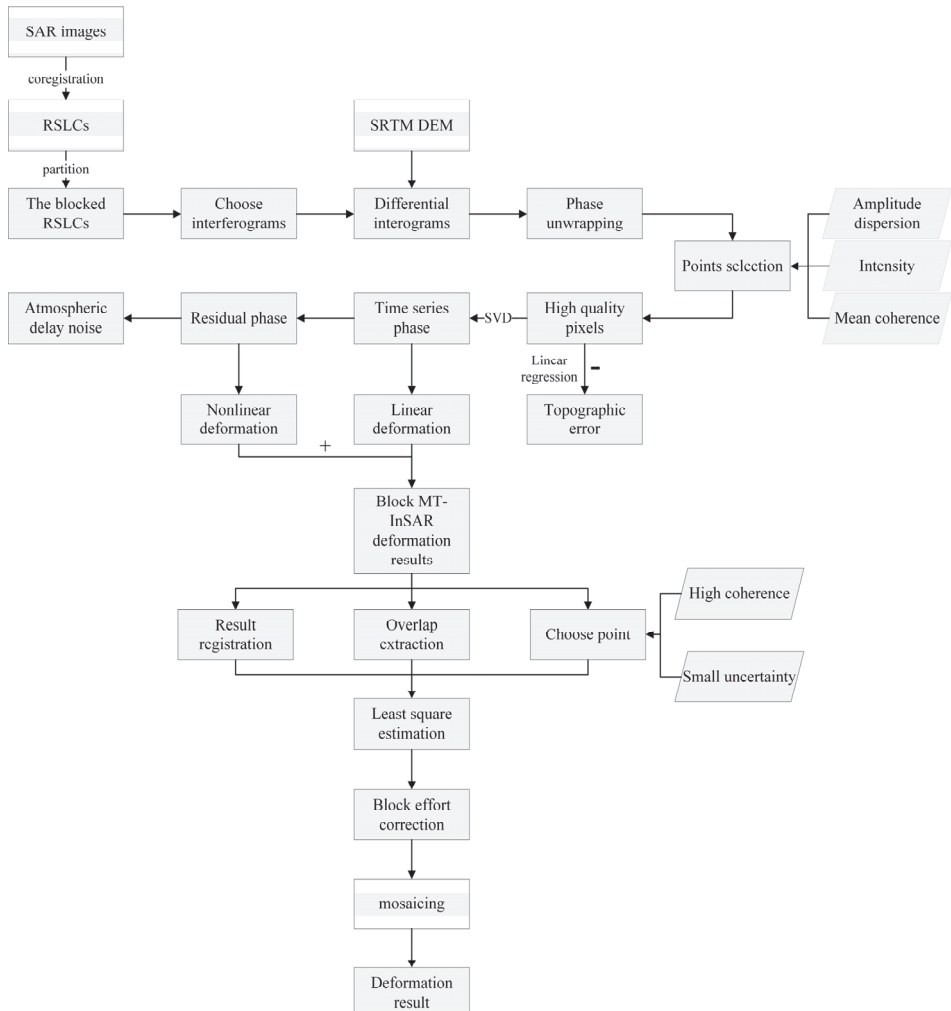 SAR images
coregistration
RSLCs
SRTM DEM
partition
The blocked
RSLCs
Choose
interferograms
Differential
interograms
Phase
unwrapping
Amplitude
dispersion
Points selection
Intensity
Mean coherence
Atmospheric
delay noise
Residual phase
Time series
phase
SVD
High quality
pixels
Linear
regression
-
Nonlinear
deformation
Linear
deformation
Topographic
error
+
Block MT-
InSAR
deformation
results
High coherence
Result
registration
Overlap
extraction
Choose point
Small uncertainty
Least square
estimation
Block effort
correction
mosaicing
Deformation
result